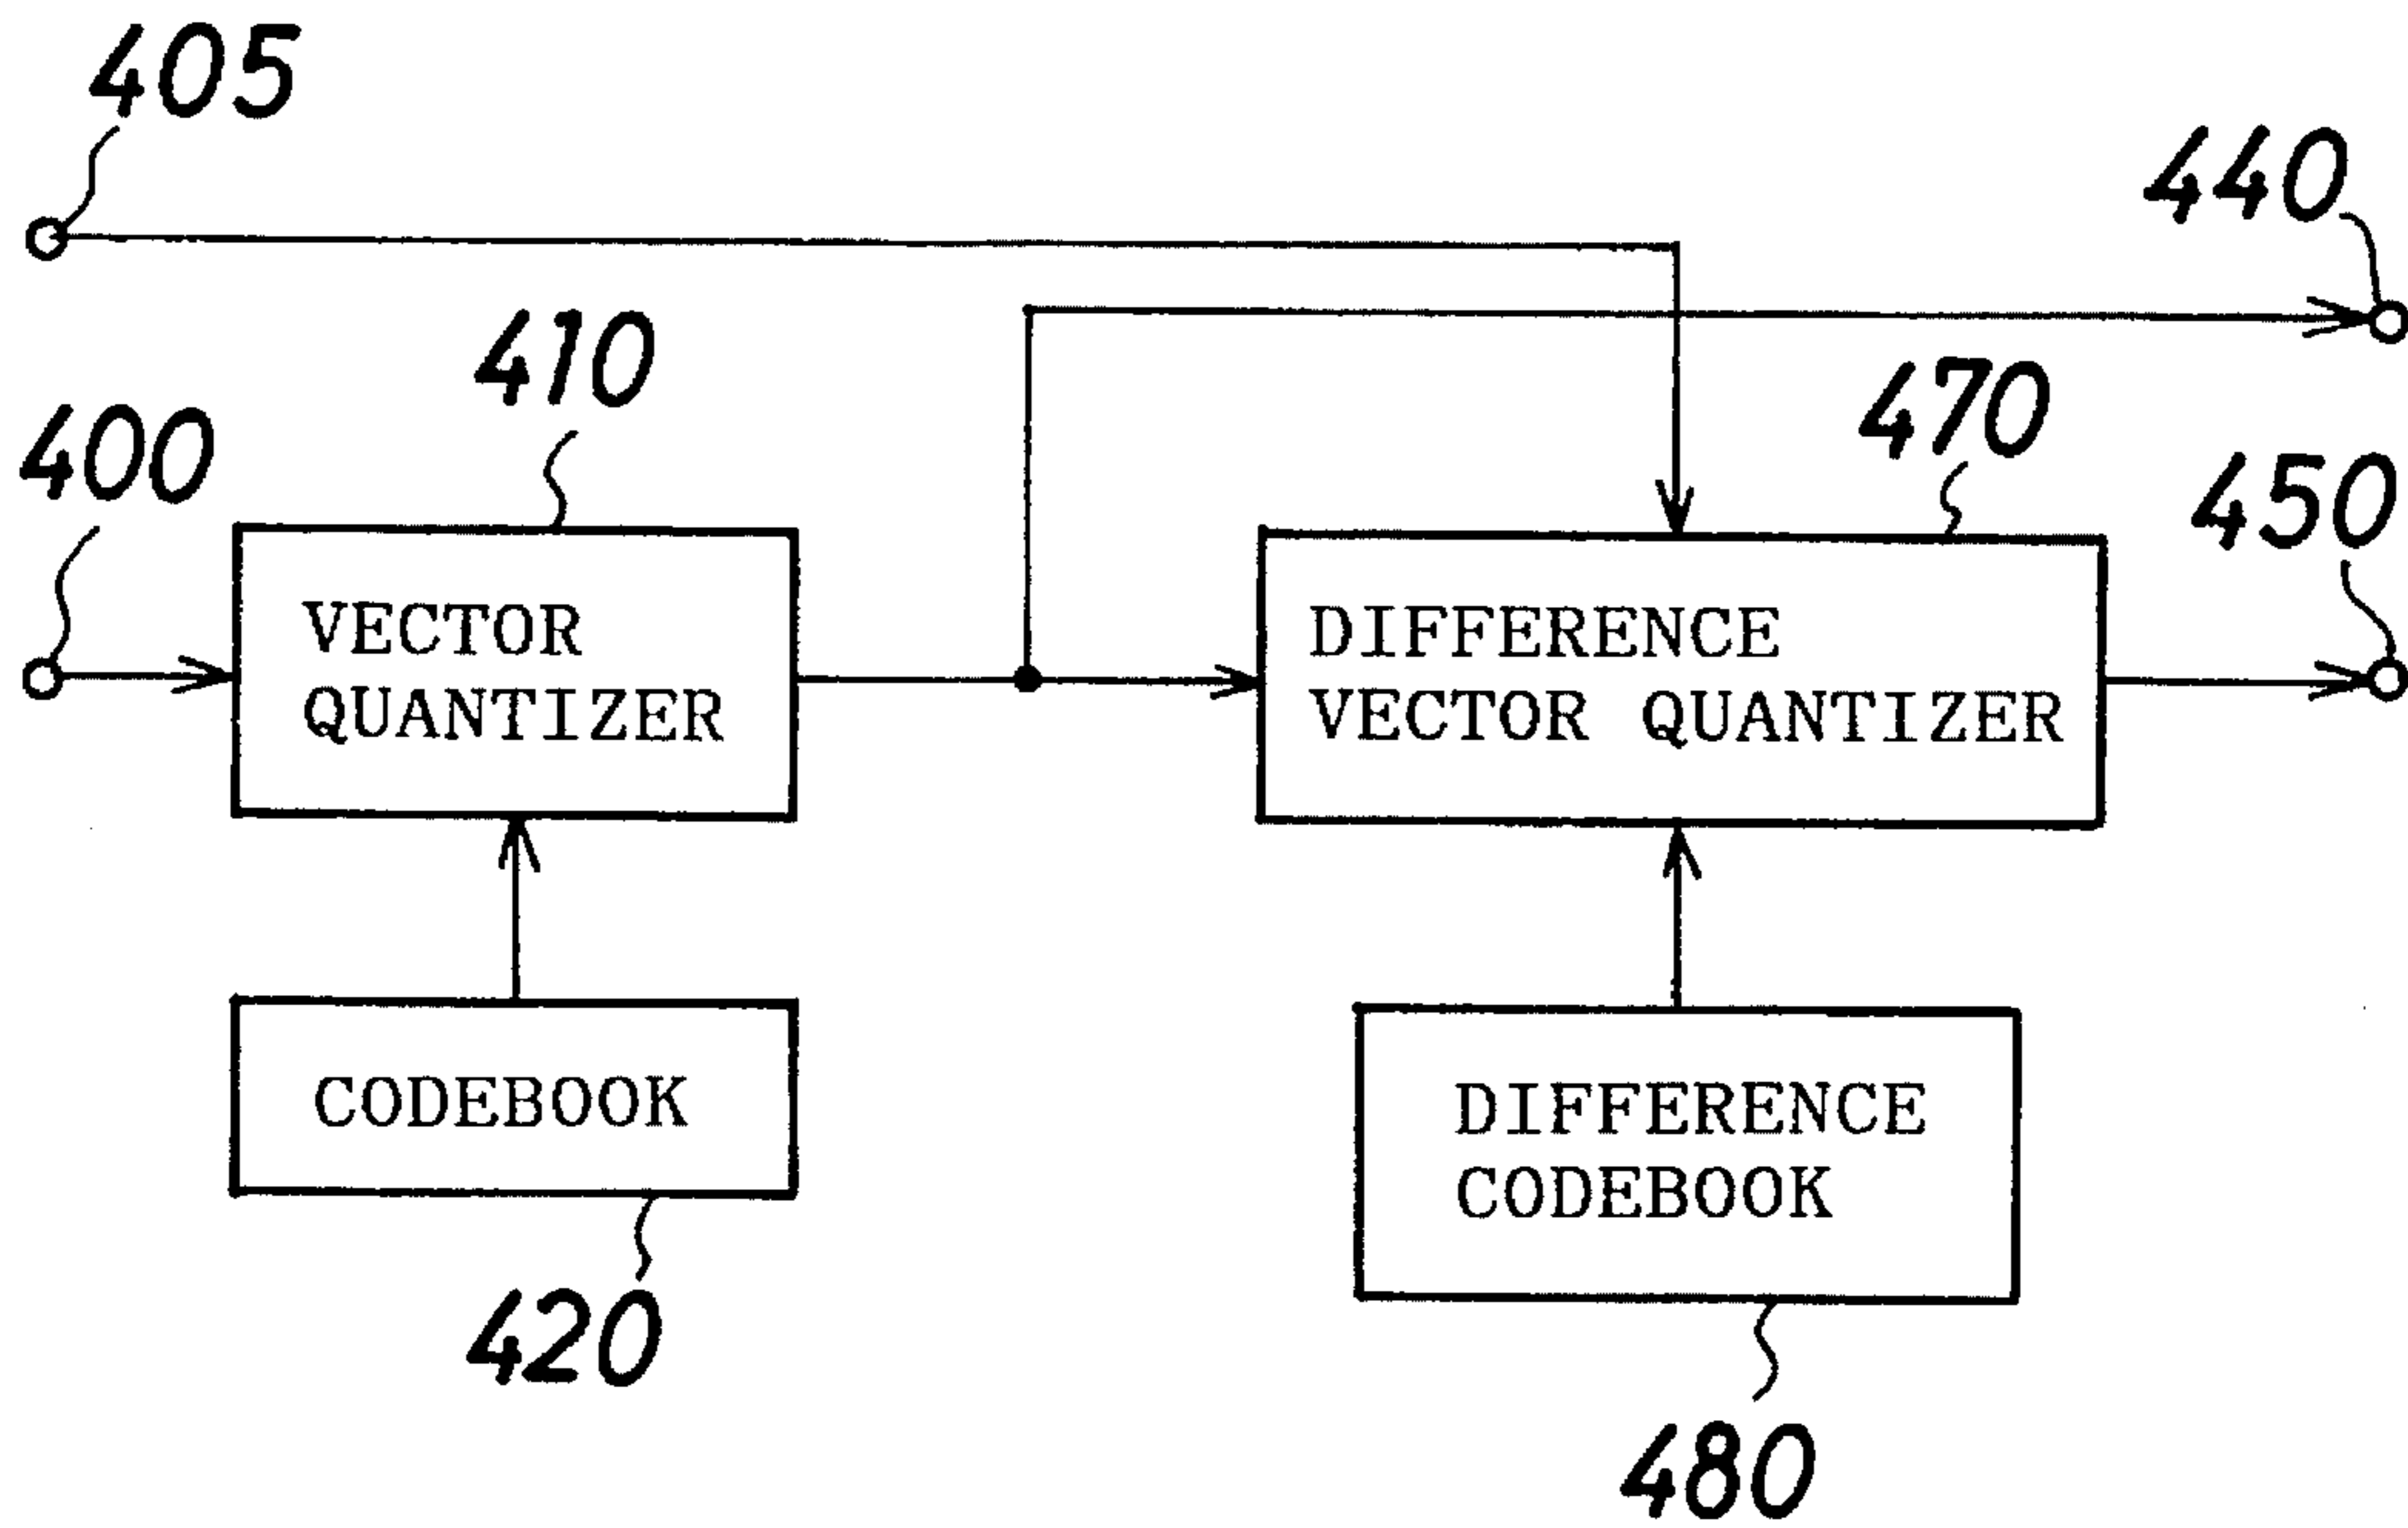 405
440
410
470
400
450
VECTOR
QUANTIZER
DIFFERENCE
VECTOR QUANTIZER
CODEBOOK
DIFFERENCE
CODEBOOK
420
480